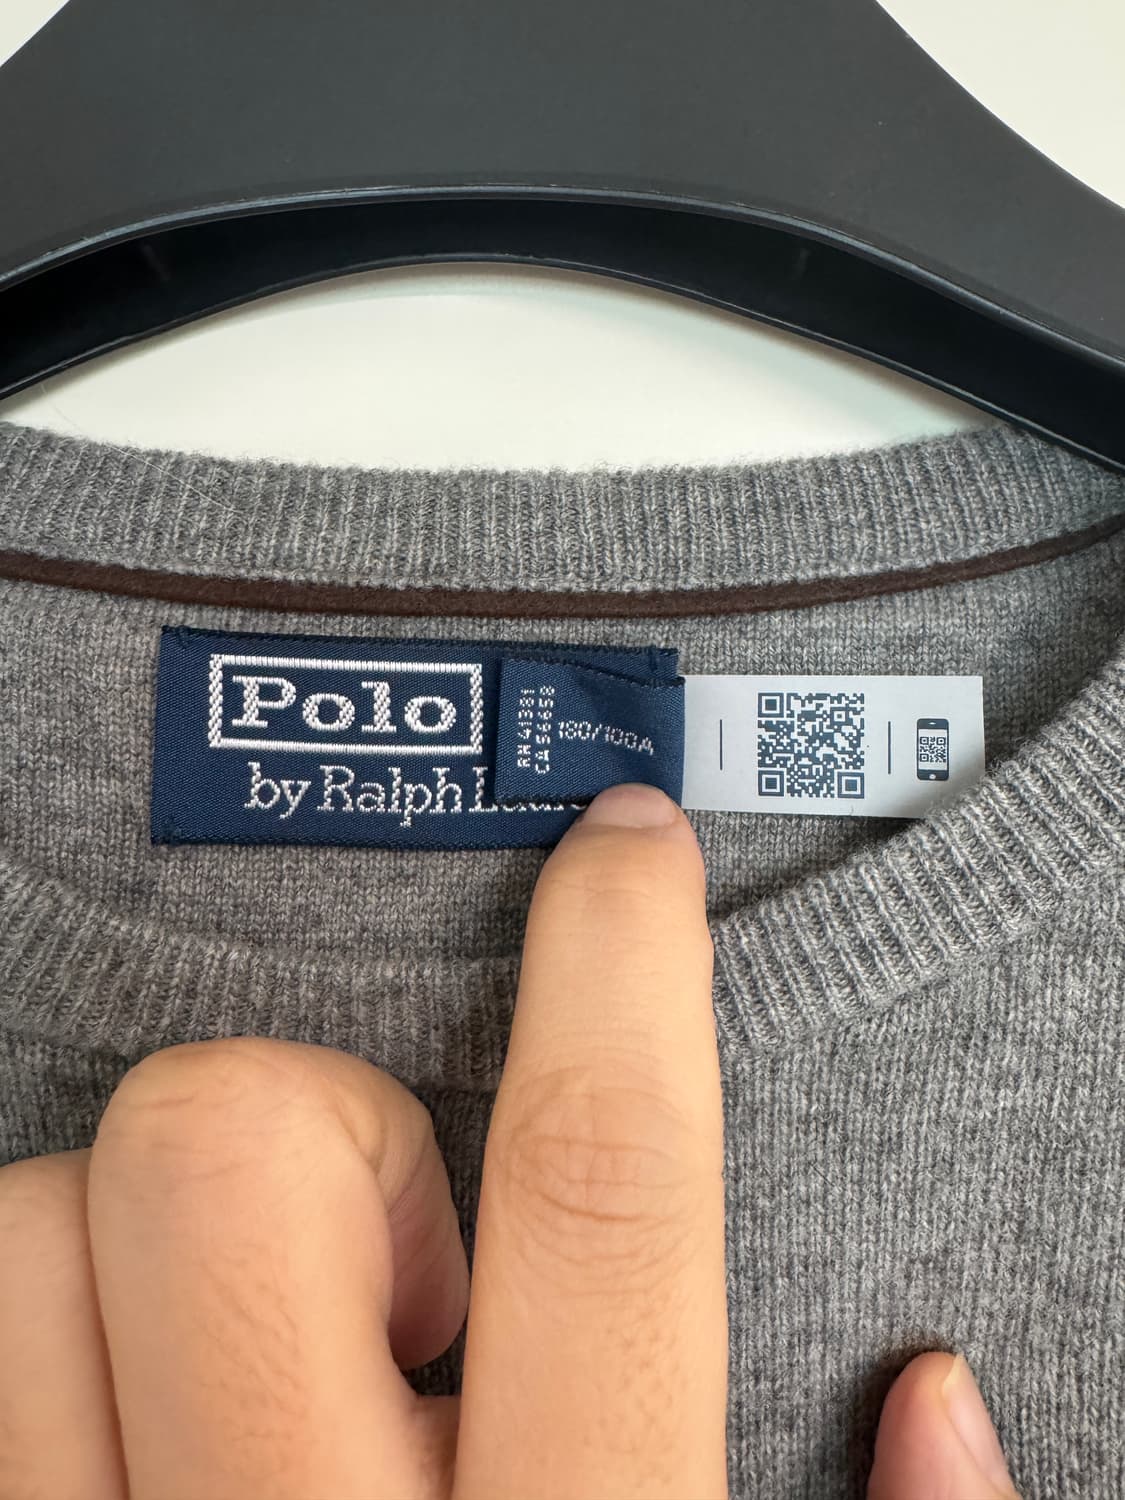 Polo
by Ralph
RN 41381
CA 56658
180/100A